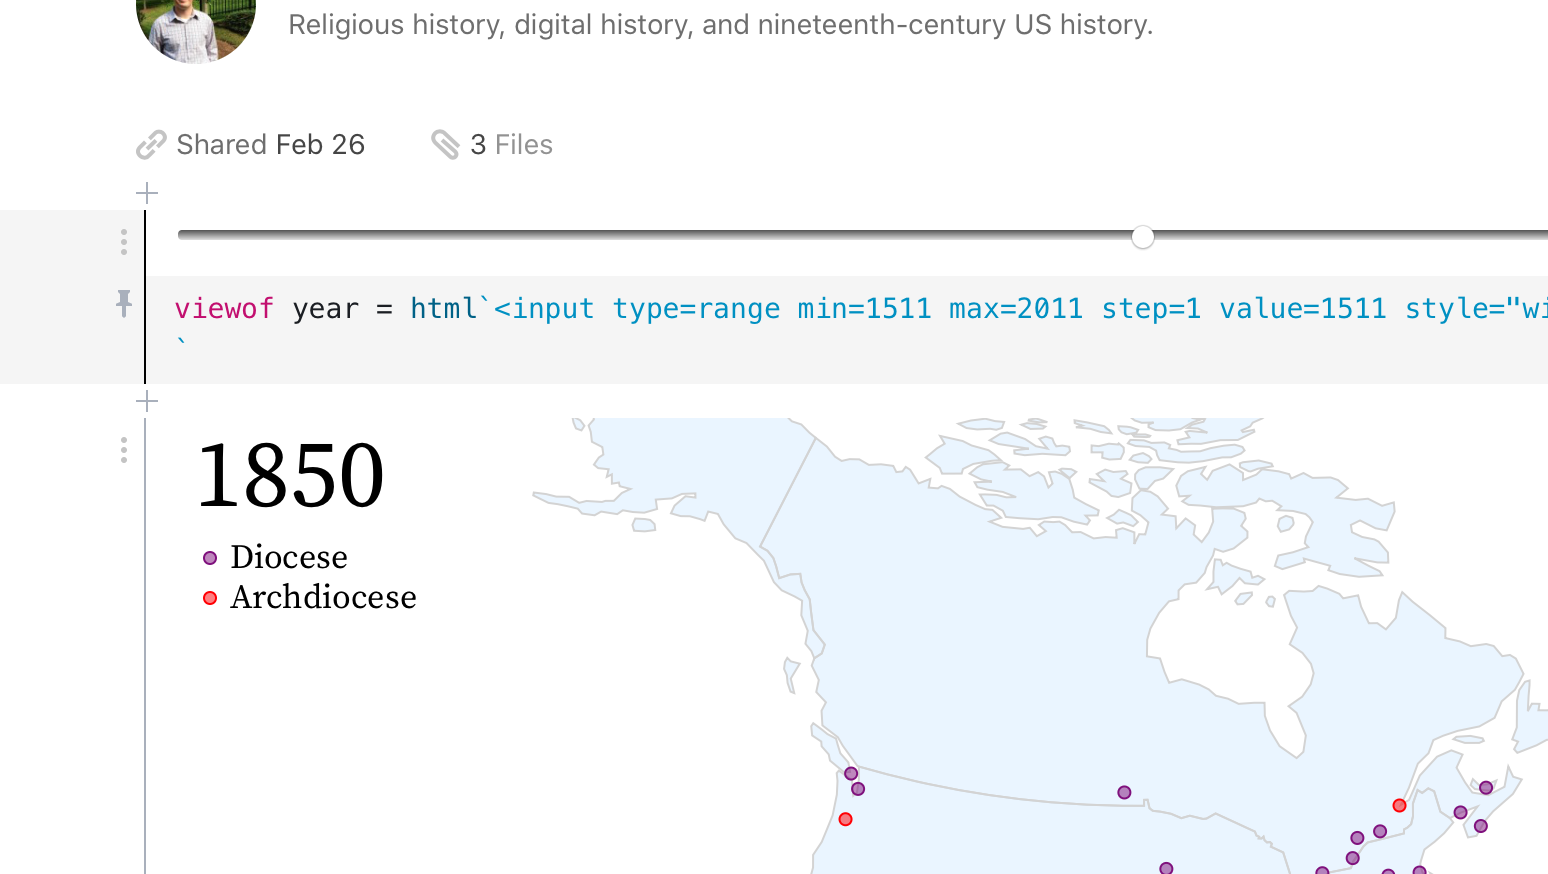 Religious history, digital history, and nineteenth-century US history.
Shared Feb 26 3 Files
viewof year = html`<input type=range min=1511 max=2011 step=1 value=1511 style="wi
`
1850
Diocese
Archdiocese